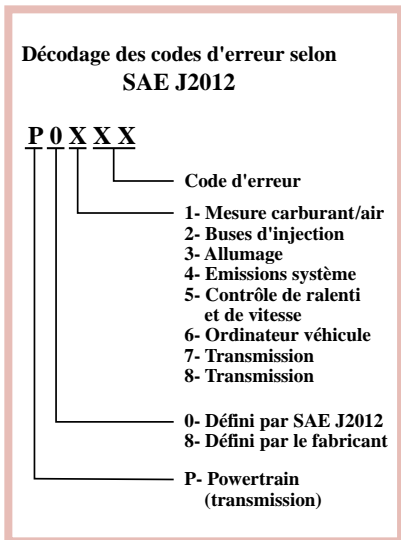 Décodage des codes d'erreur selon
SAE J2012
P 0 X X X
Code d'erreur
1- Mesure carburant/air
2- Buses d'injection
3- Allumage
4- Emissions système
5- Contrôle de ralenti
et de vitesse
6- Ordinateur véhicule
7- Transmission
8- Transmission
0- Défini par SAE J2012
8- Défini par le fabricant
P- Powertrain
(transmission)